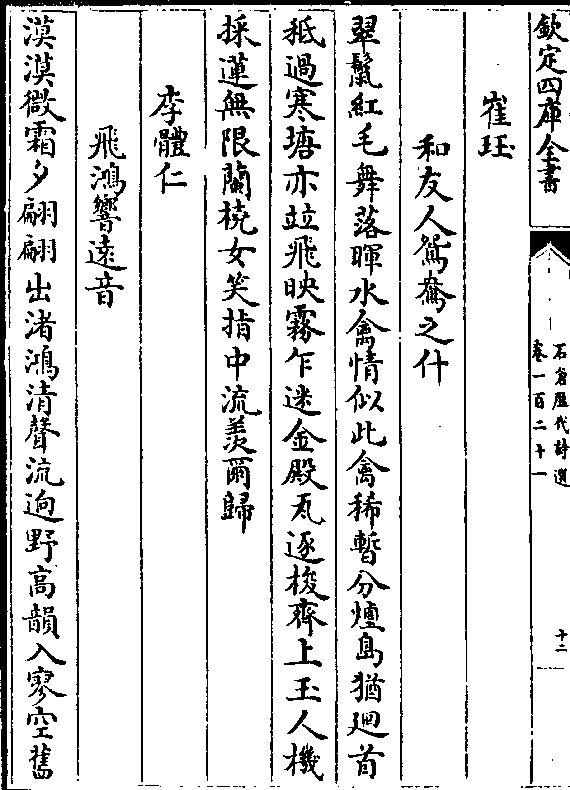 欽定四庫全書
石倉歷代詩選
卷一百二十一
十二
崔珏
和友人鴛鴦之什
翠鬛紅毛舞落暉水禽情似此禽稀暫分煙島猶廻首
秪過寒塘亦竝飛映霧乍迷金殿瓦逐梭齊上玉人機
採蓮無限蘭橈女笑指中流羨爾歸
李體仁
飛鴻響遠音
漠漠微霜夕翩翩出渚鴻清聲流逈野高韻入寥空舊